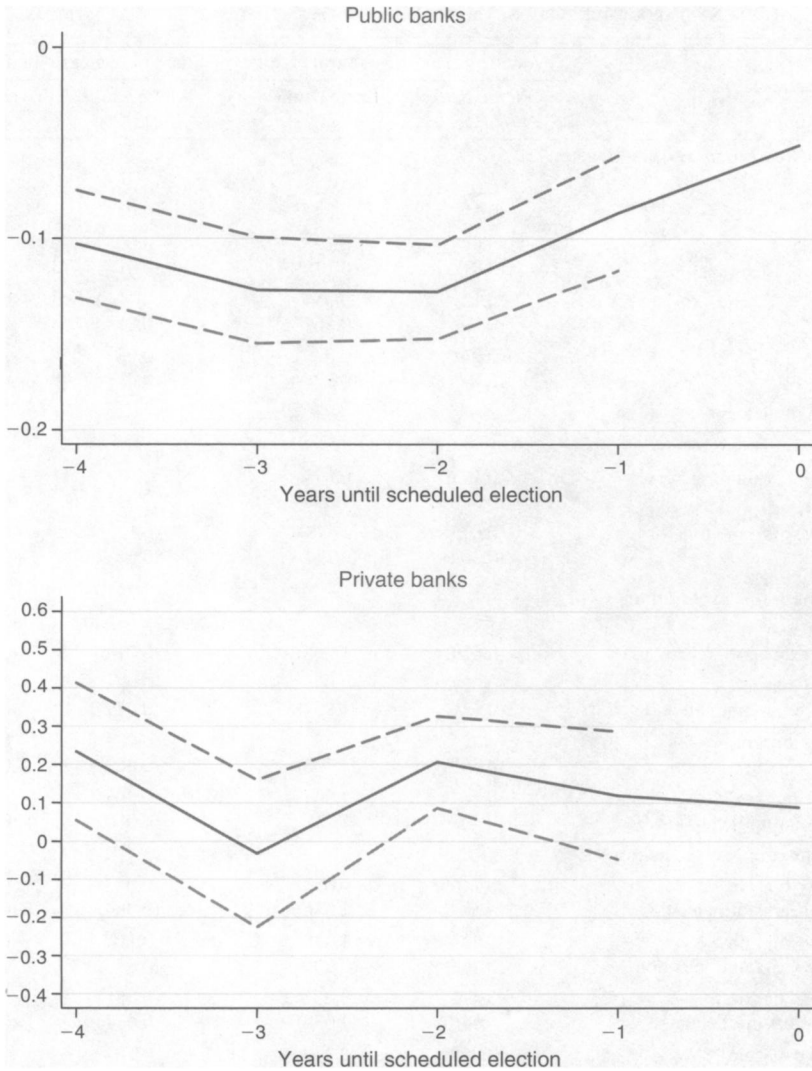 Public banks
0
−0.1
−0.2
−4 −3 −2 −1 0
Years until scheduled election
Private banks
0.6
0.5
0.4
0.3
0.2
0.1
0
−0.1
−0.2
−0.3
−0.4
−4 −3 −2 −1 0
Years until scheduled election